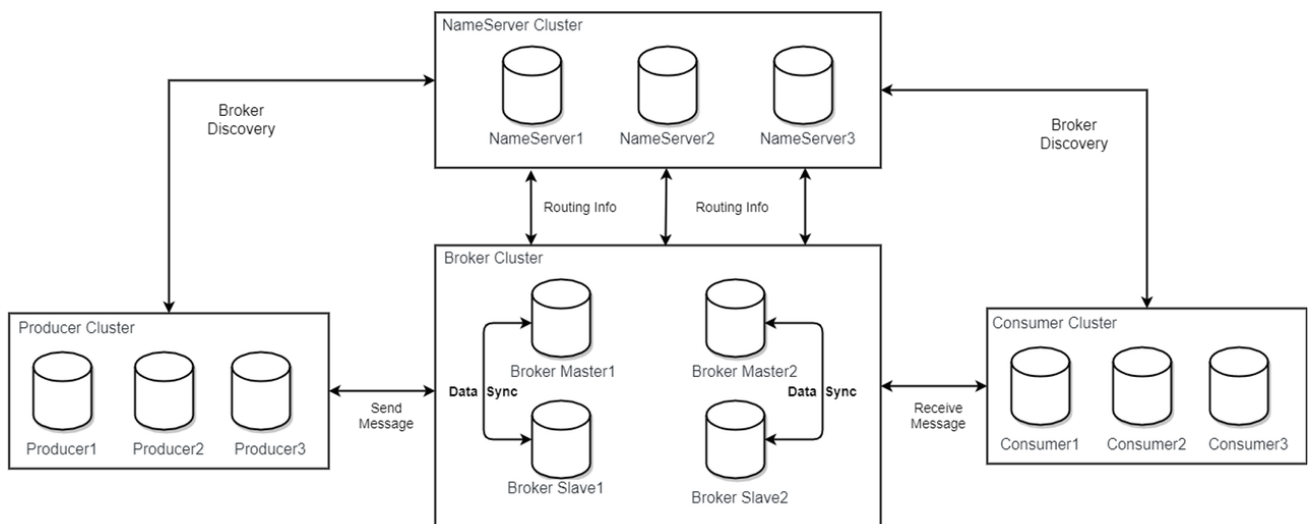 NameServer Cluster
NameServer1
NameServer2
NameServer3
Broker
Discovery
Broker
Discovery
Routing Info
Routing Info
Broker Cluster
Broker Master1
Broker Master2
Data Sync
Data Sync
Broker Slave1
Broker Slave2
Producer Cluster
Producer1
Producer2
Producer3
Send
Message
Receive
Message
Consumer Cluster
Consumer1
Consumer2
Consumer3